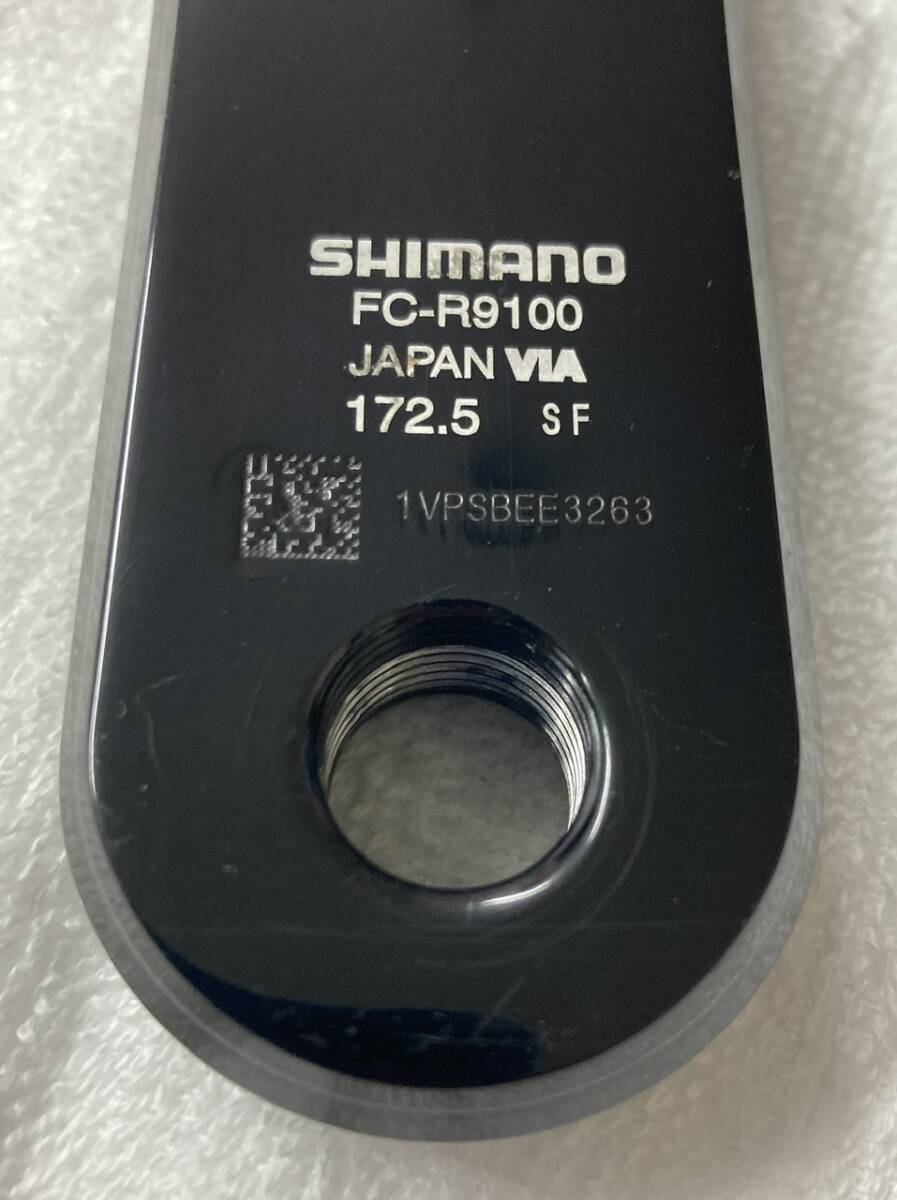 SHIMANO
FC-R9100
JAPAN VIA
172.5 SF
1VPSBEE3263